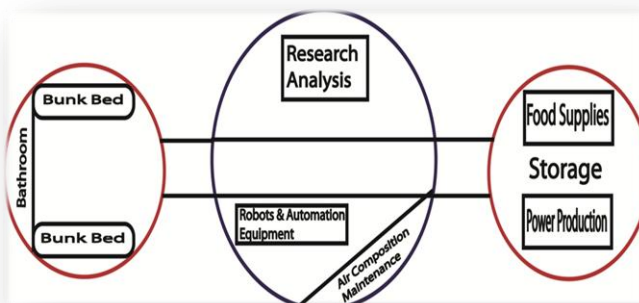 Bunk Bed
Bathroom
Bunk Bed
Research
Analysis
Robots & Automation
Equipment
Air Composition
Maintenance
Food Supplies
Storage
Power Production